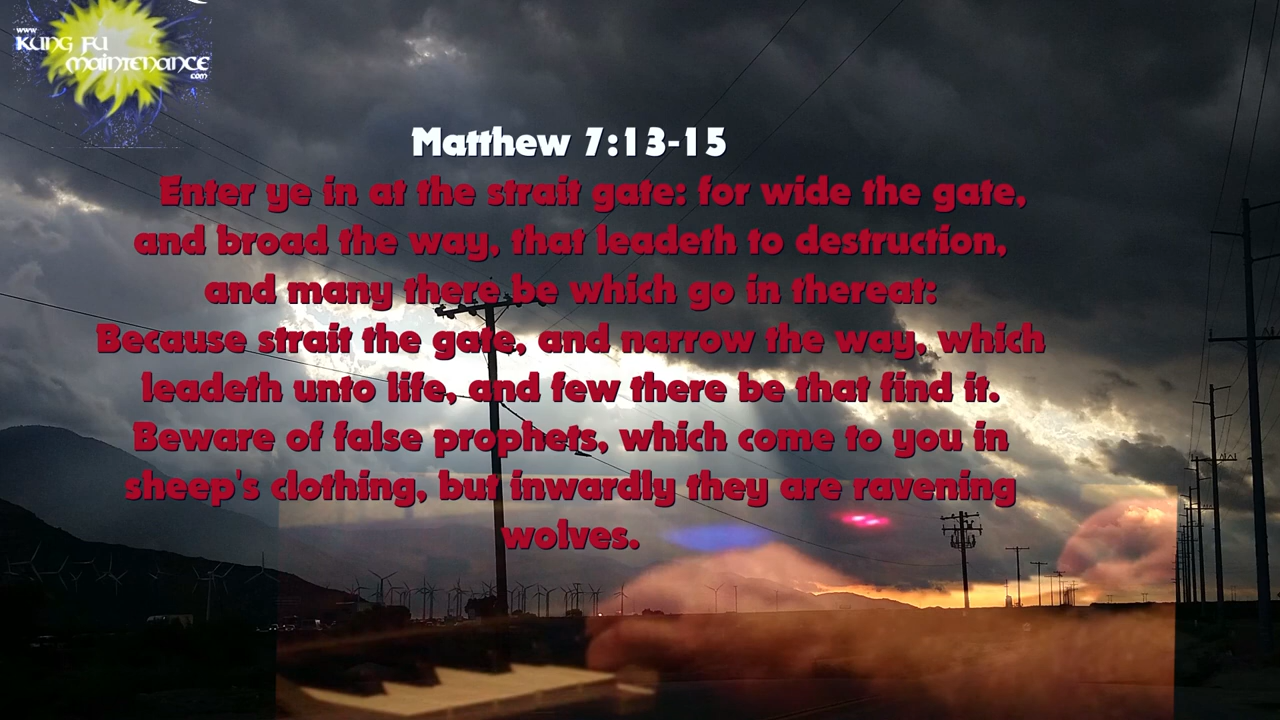 www
KUNG FU
MAINTENANCE
.com
Matthew 7:13-15
Enter ye in at the strait gate: for wide the gate,
and broad the way, that leadeth to destruction,
and many there be which go in thereat:
Because strait the gate, and narrow the way, which
leadeth unto life, and few there be that find it.
Beware of false prophets, which come to you in
sheep's clothing, but inwardly they are ravening
wolves.